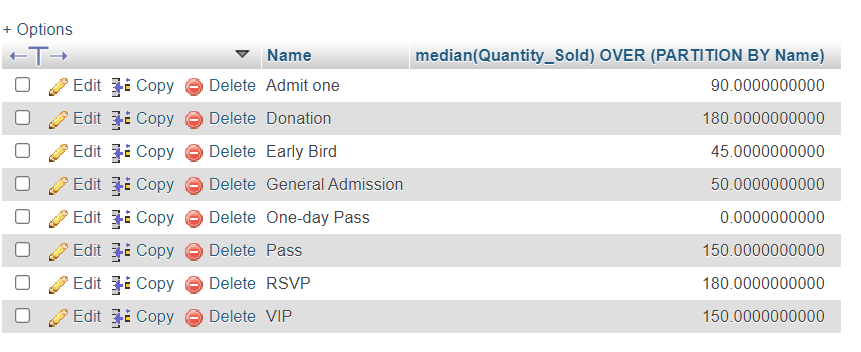 + Options
←T→ Name median(Quantity_Sold) OVER (PARTITION BY Name)
Edit Copy Delete Admit one 90.0000000000
Edit Copy Delete Donation 180.0000000000
Edit Copy Delete Early Bird 45.0000000000
Edit Copy Delete General Admission 50.0000000000
Edit Copy Delete One-day Pass 0.0000000000
Edit Copy Delete Pass 150.0000000000
Edit Copy Delete RSVP 180.0000000000
Edit Copy Delete VIP 150.0000000000